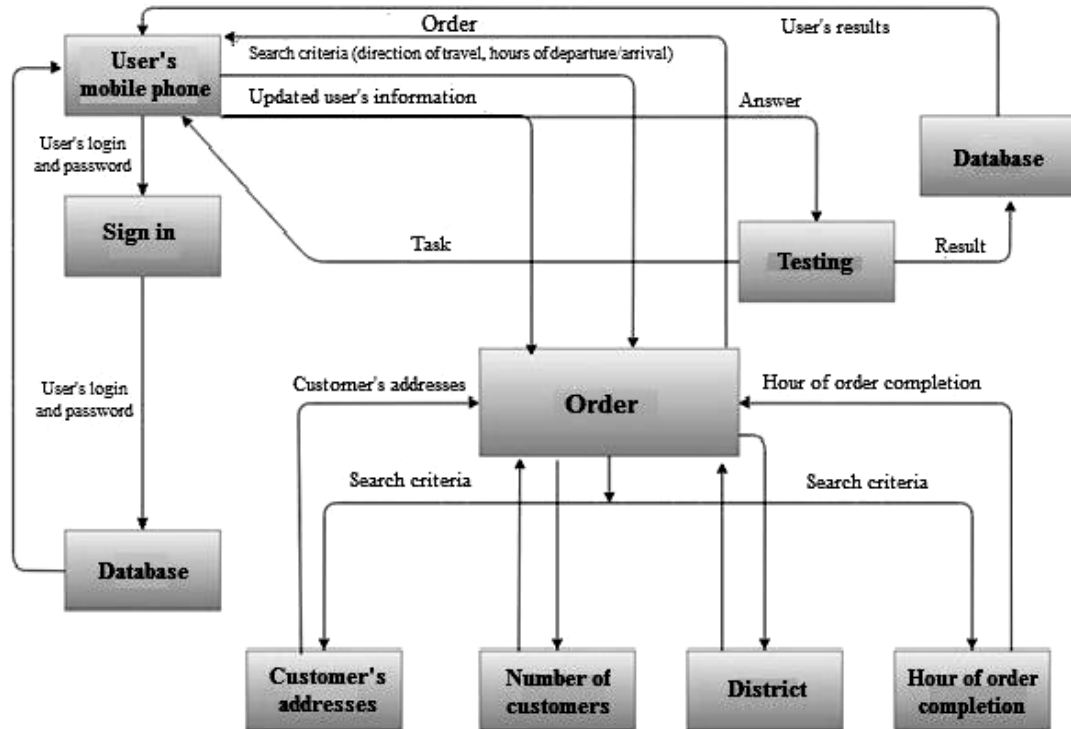 Order
User's results
User's
mobile phone
Search criteria (direction of travel, hours of departure/arrival)
Updated user's information
Answer
User's login
and password
Database
Sign in
Task
Testing
Result
User's login
and password
Customer's addresses
Hour of order completion
Order
Search criteria
Search criteria
Database
Customer's
addresses
Number of
customers
District
Hour of order
completion